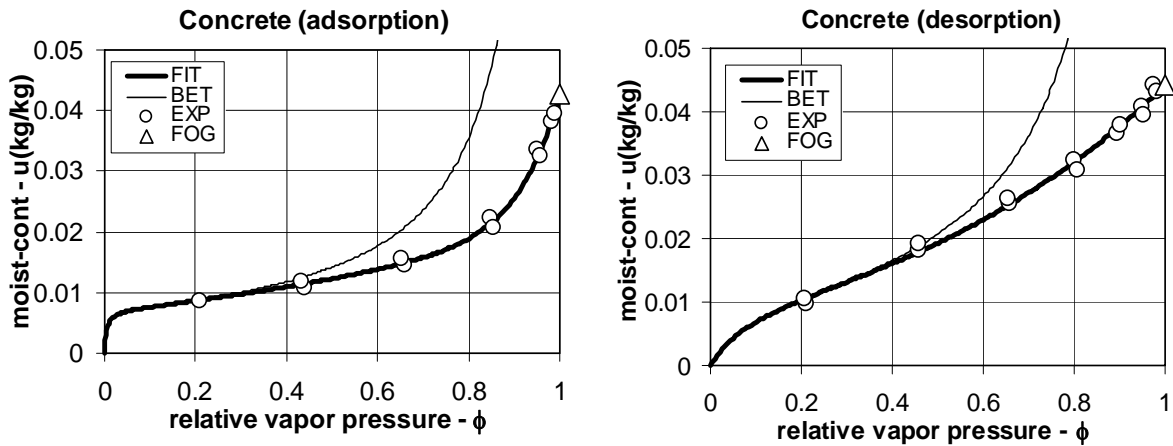 Concrete (adsorption)
0.05
0.04
0.03
0.02
0.01
0
FIT
BET
EXP
FOG
moist-cont - u(kg/kg)
0 0.2 0.4 0.6 0.8 1
relative vapor pressure - ϕ
Concrete (desorption)
0.05
0.04
0.03
0.02
0.01
0
FIT
BET
EXP
FOG
moist-cont - u(kg/kg)
0 0.2 0.4 0.6 0.8 1
relative vapor pressure - ϕ